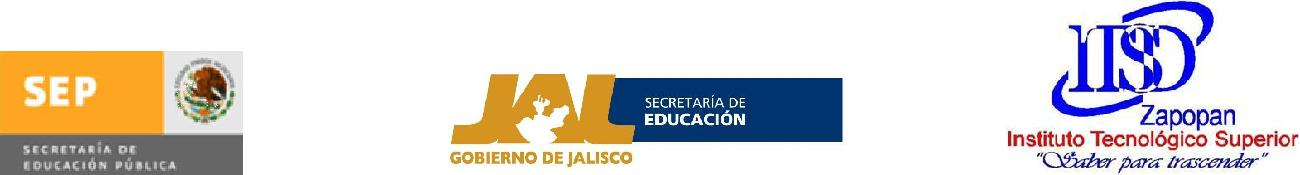 SEP
SECRETARÍA DE
EDUCACIÓN PÚBLICA
JAL
SECRETARÍA DE
EDUCACIÓN
GOBIERNO DE JALISCO
Zapopan
Instituto Tecnológico Superior
"Saber para trascender"